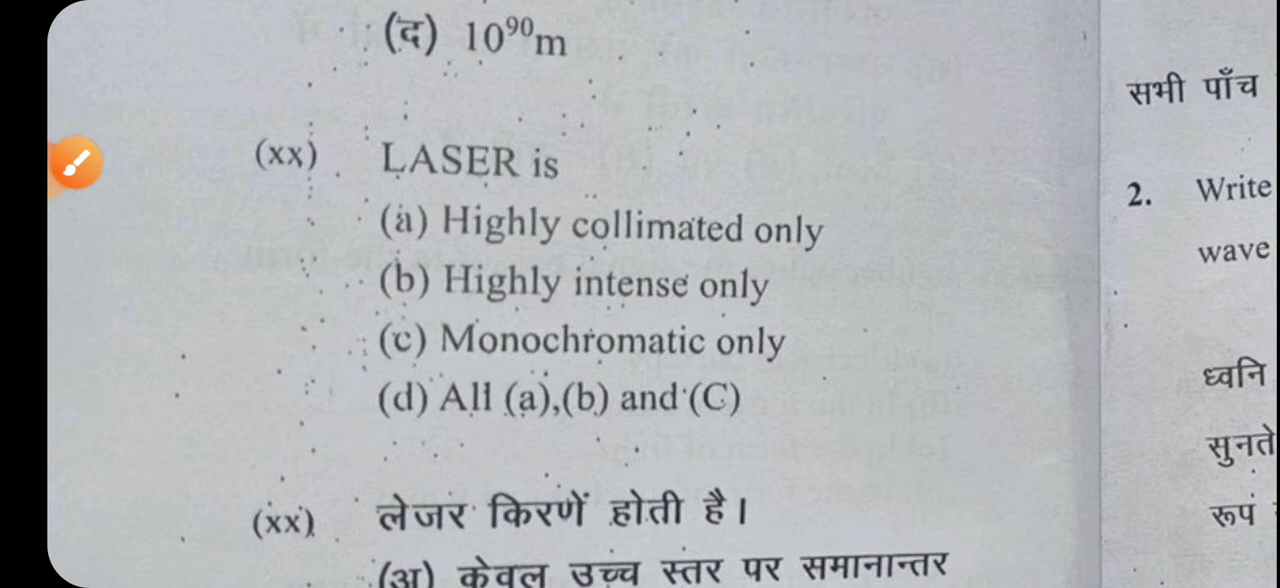 (द) 10⁹⁰m
(xx) LASER is
(a) Highly collimated only
(b) Highly intense only
(c) Monochromatic only
(d) All (a),(b) and (C)
(xx) लेजर किरणें होती है।
(अ) केवल उच्च स्तर पर समानान्तर
सभी पाँच
2. Write
wave
ध्वनि
सुनते
रूप